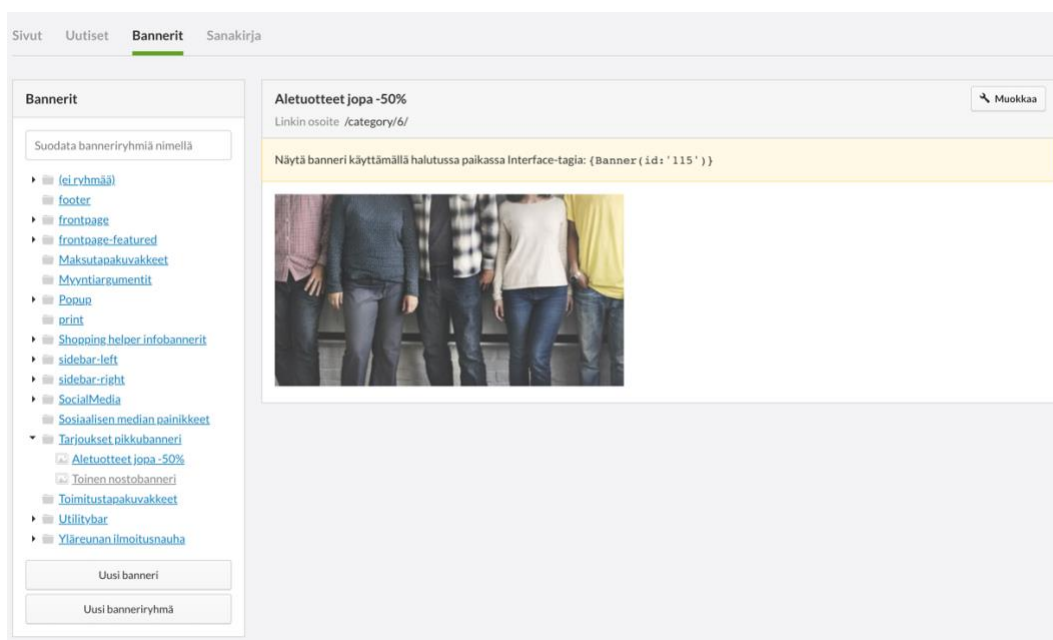 Sivut Uutiset Bannerit Sanakirja
Bannerit
Suodata banneriryhmiä nimellä
(ei ryhmää)
footer
frontpage
frontpage-featured
Maksutapakuvakkeet
Myyntiargumentit
Popup
print
Shopping helper infobannerit
sidebar-left
sidebar-right
SocialMedia
Sosiaalisen median painikkeet
Tarjoukset pikkubanneri
Aletuotteet jopa -50%
Toinen nostobanneri
Toimitustapakuvakkeet
Utilitybar
Yläreunan ilmoitusnauha
Uusi banneri
Uusi banneriryhmä
Aletuotteet jopa -50%
Muokkaa
Linkin osoite /category/6/
Näytä banneri käyttämällä halutussa paikassa Interface-tagia: {Banner(id:'115')}